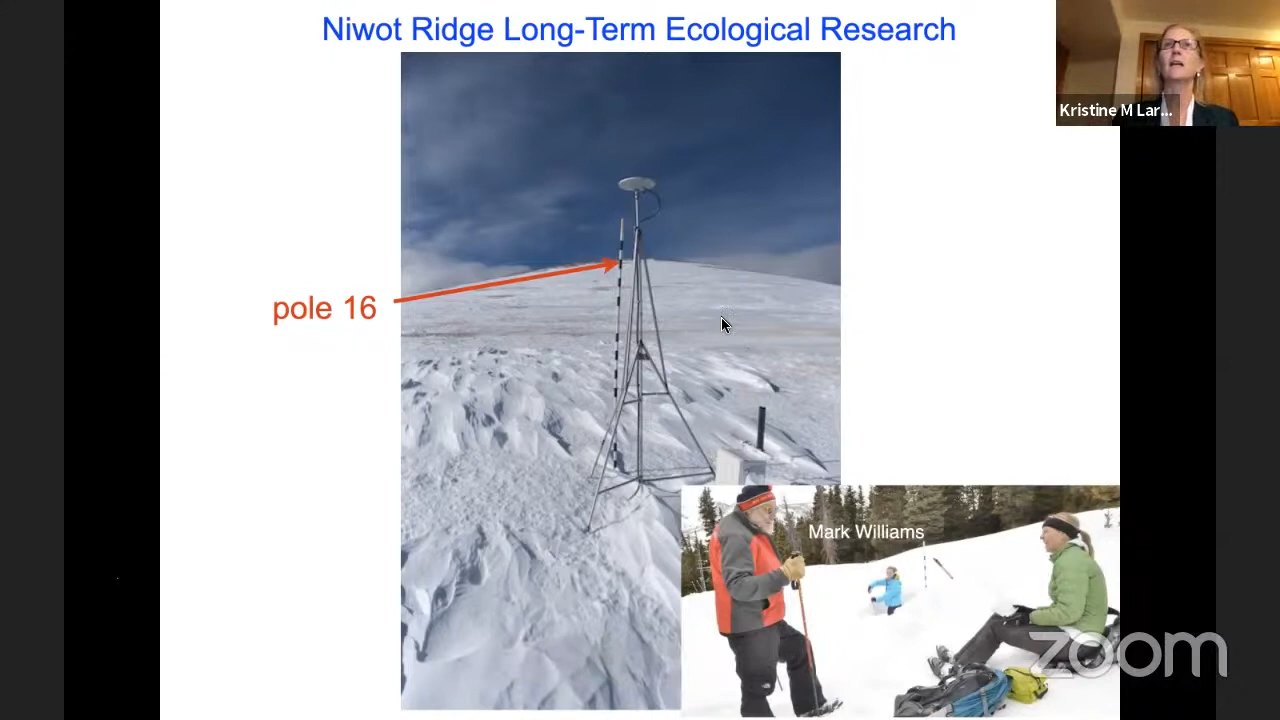 Niwot Ridge Long-Term Ecological Research
Kristine M Lar...
pole 16
Mark Williams
zoom